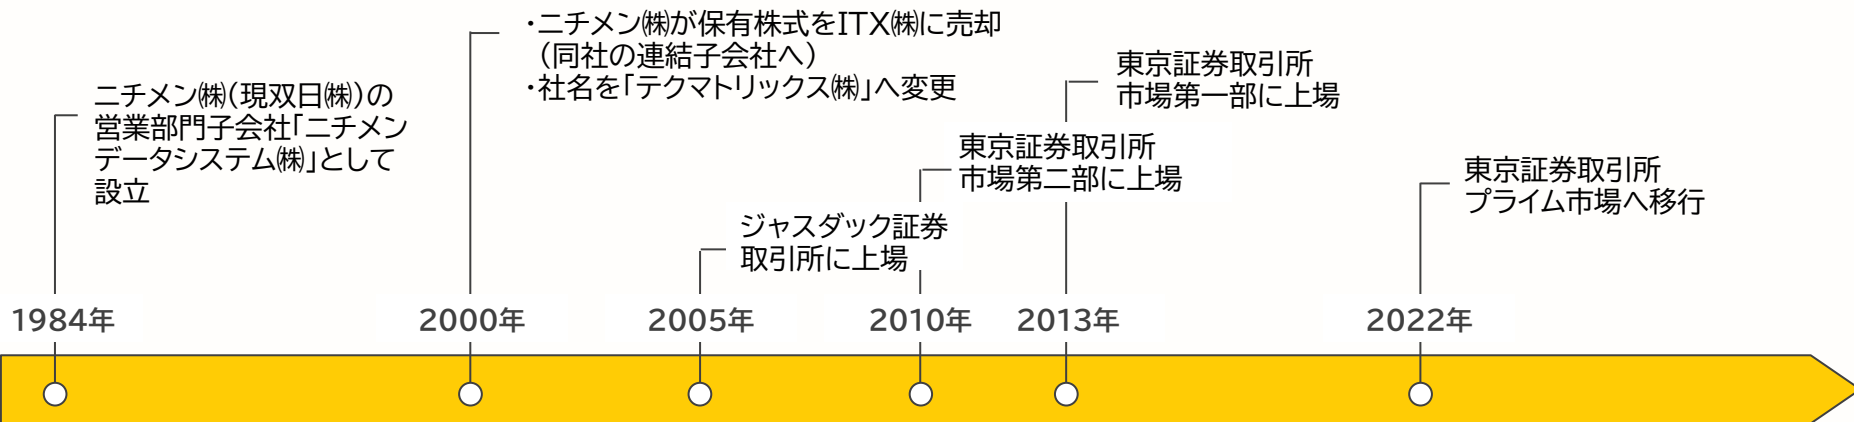 ニチメン㈱(現双日㈱)の
営業部門子会社「ニチメン
データシステム㈱」として
設立
・ニチメン㈱が保有株式をITX㈱に売却
(同社の連結子会社へ)
・社名を「テクマトリックス㈱」へ変更
ジャスダック証券
取引所に上場
東京証券取引所
市場第二部に上場
東京証券取引所
市場第一部に上場
東京証券取引所
プライム市場へ移行
1984年
2000年
2005年
2010年
2013年
2022年